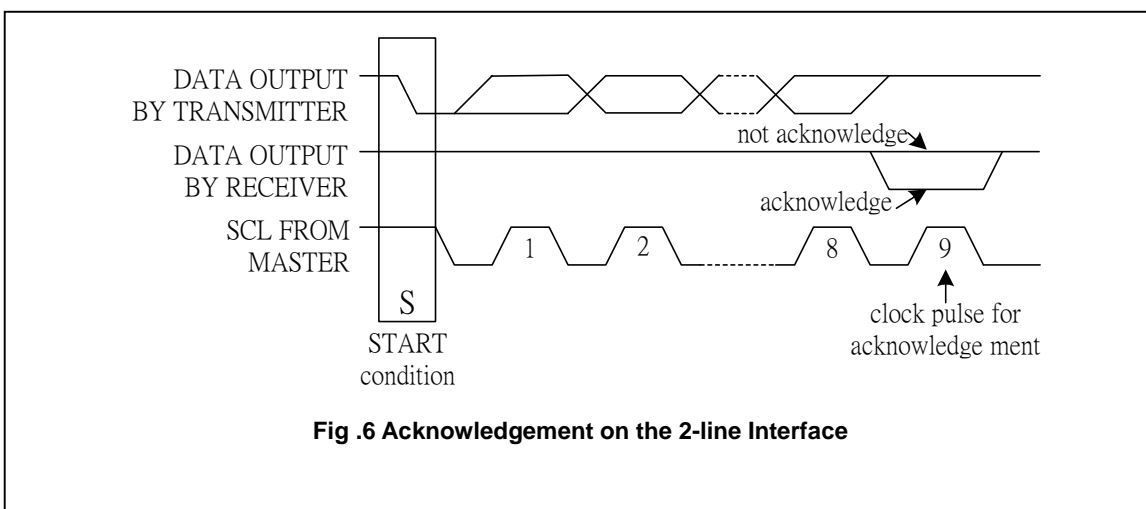 DATA OUTPUT
BY TRANSMITTER
not acknowledge
DATA OUTPUT
BY RECEIVER
acknowledge
SCL FROM
MASTER
1
2
8
9
S
START
condition
clock pulse for
acknowledge ment
Fig .6 Acknowledgement on the 2-line Interface